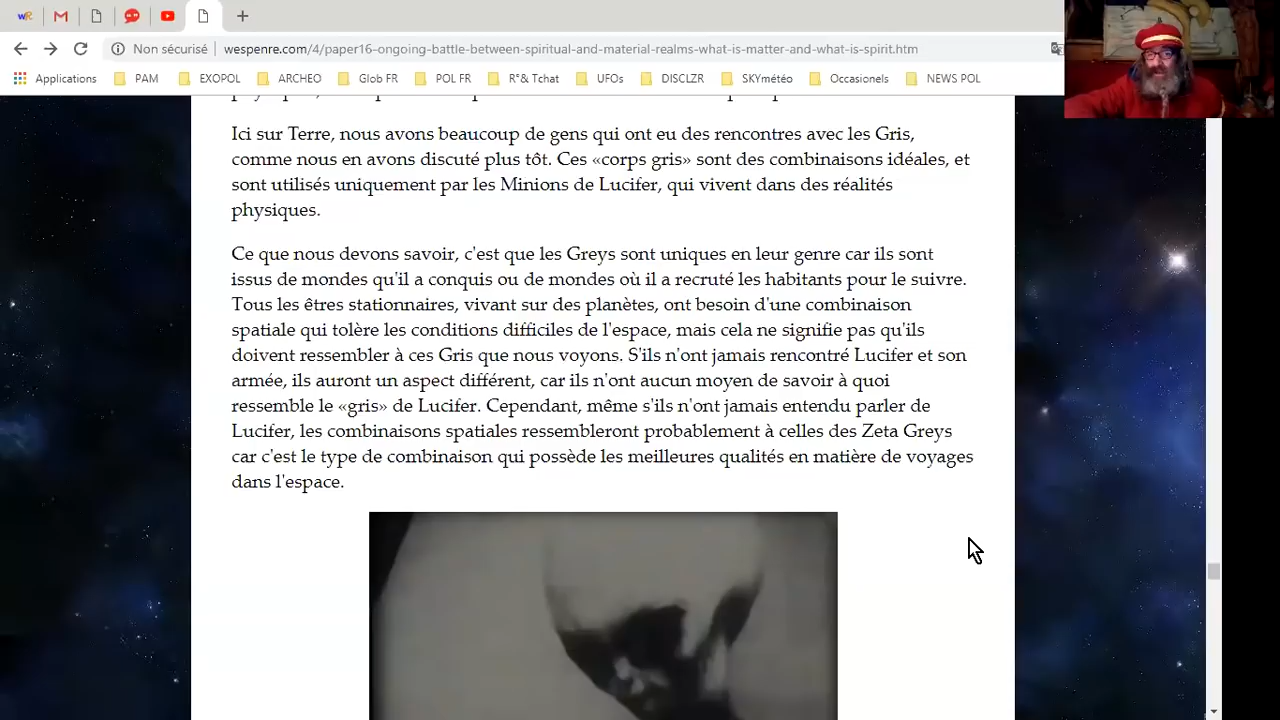 Non sécurisé
wespenre.com/4/paper16-ongoing-battle-between-spiritual-and-material-realms-what-is-matter-and-what-is-spirit.htm
Applications PAM EXOPOL ARCHEO Glob FR POL FR R°& Tchat UFOs DISCLZR SKYmétéo Occasionels NEWS POL
Ici sur Terre, nous avons beaucoup de gens qui ont eu des rencontres avec les Gris,
comme nous en avons discuté plus tôt. Ces «corps gris» sont des combinaisons idéales, et
sont utilisés uniquement par les Minions de Lucifer, qui vivent dans des réalités
physiques.
Ce que nous devons savoir, c'est que les Greys sont uniques en leur genre car ils sont
issus de mondes qu'il a conquis ou de mondes où il a recruté les habitants pour le suivre.
Tous les êtres stationnaires, vivant sur des planètes, ont besoin d'une combinaison
spatiale qui tolère les conditions difficiles de l'espace, mais cela ne signifie pas qu'ils
doivent ressembler à ces Gris que nous voyons. S'ils n'ont jamais rencontré Lucifer et son
armée, ils auront un aspect différent, car ils n'ont aucun moyen de savoir à quoi
ressemble le «gris» de Lucifer. Cependant, même s'ils n'ont jamais entendu parler de
Lucifer, les combinaisons spatiales ressembleront probablement à celles des Zeta Greys
car c'est le type de combinaison qui possède les meilleures qualités en matière de voyages
dans l'espace.